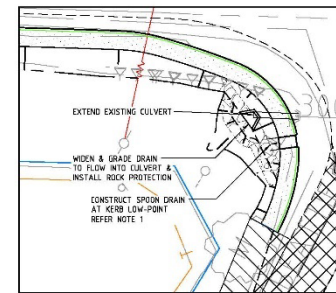 30
EXTEND EXISTING CULVERT
WIDEN & GRADE DRAIN
TO FLOW INTO CULVERT &
INSTALL ROCK PROTECTION
CONSTRUCT SPOON DRAIN
AT KERB LOW-POINT
REFER NOTE 1